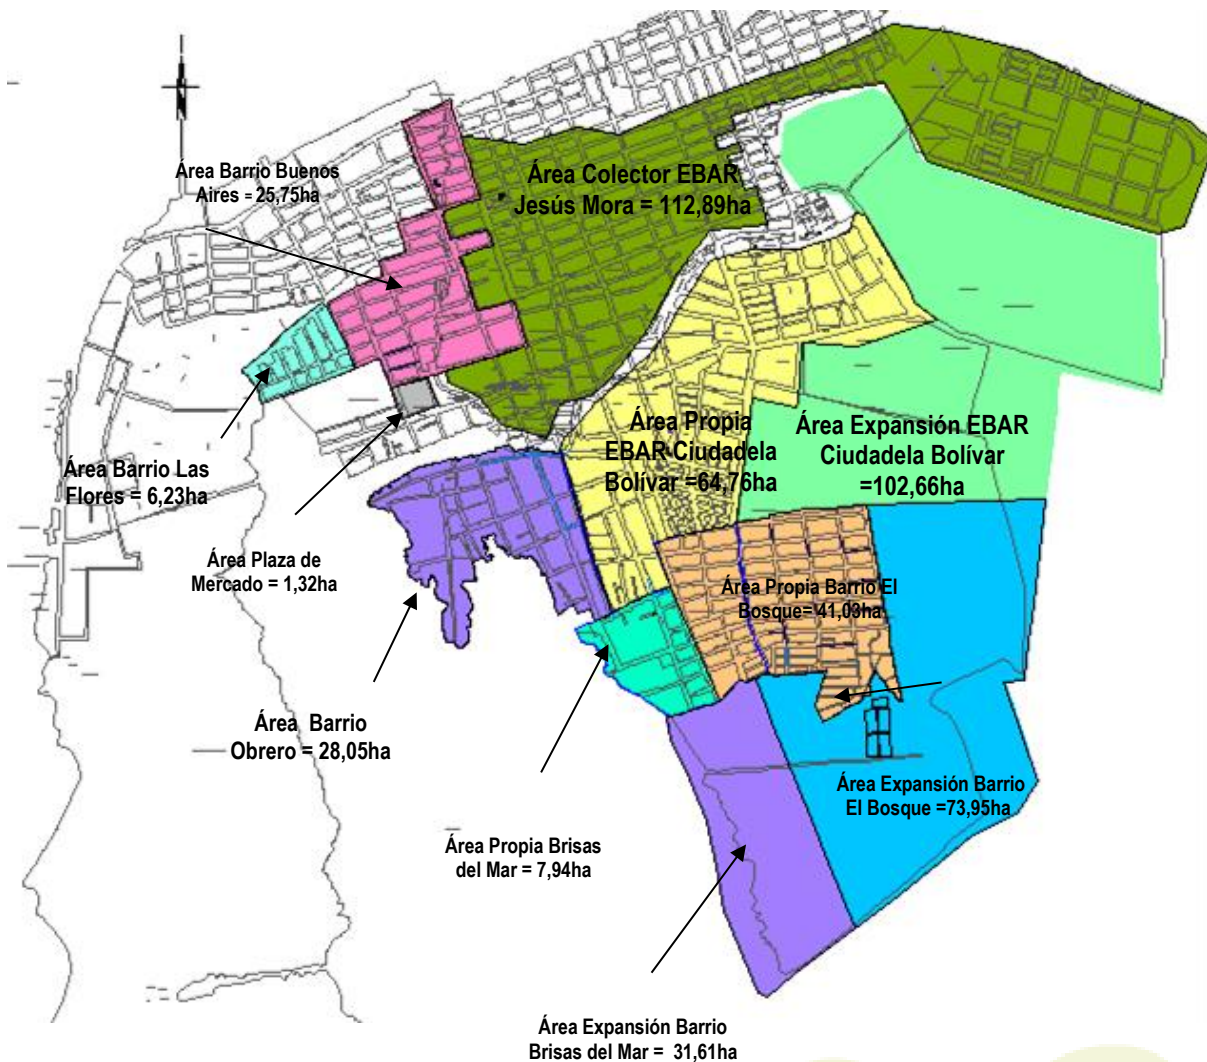 Área Barrio Buenos
Aires = 25,75ha
Área Colector EBAR
Jesús Mora = 112,89ha
Área Propia
EBAR Ciudadela
Bolívar =64,76ha
Área Expansión EBAR
Ciudadela Bolívar
=102,66ha
Área Barrio Las
Flores = 6,23ha
Área Plaza de
Mercado = 1,32ha
Área Propia Barrio El
Bosque= 41,03ha
Área Barrio
Obrero = 28,05ha
Área Expansión Barrio
El Bosque =73,95ha
Área Propia Brisas
del Mar = 7,94ha
Área Expansión Barrio
Brisas del Mar = 31,61ha